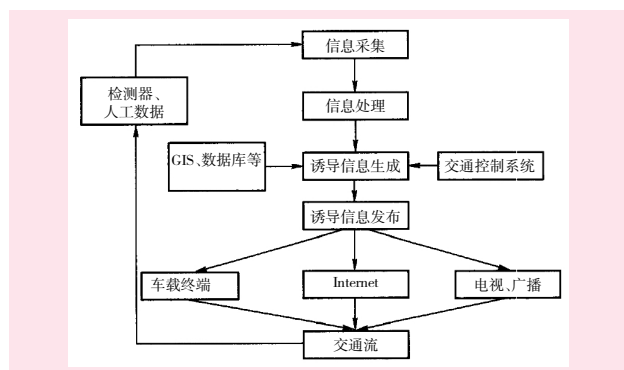 信息采集
检测器、
人工数据
信息处理
GIS、数据库等
诱导信息生成
交通控制系统
诱导信息发布
车载终端
Internet
电视、广播
交通流